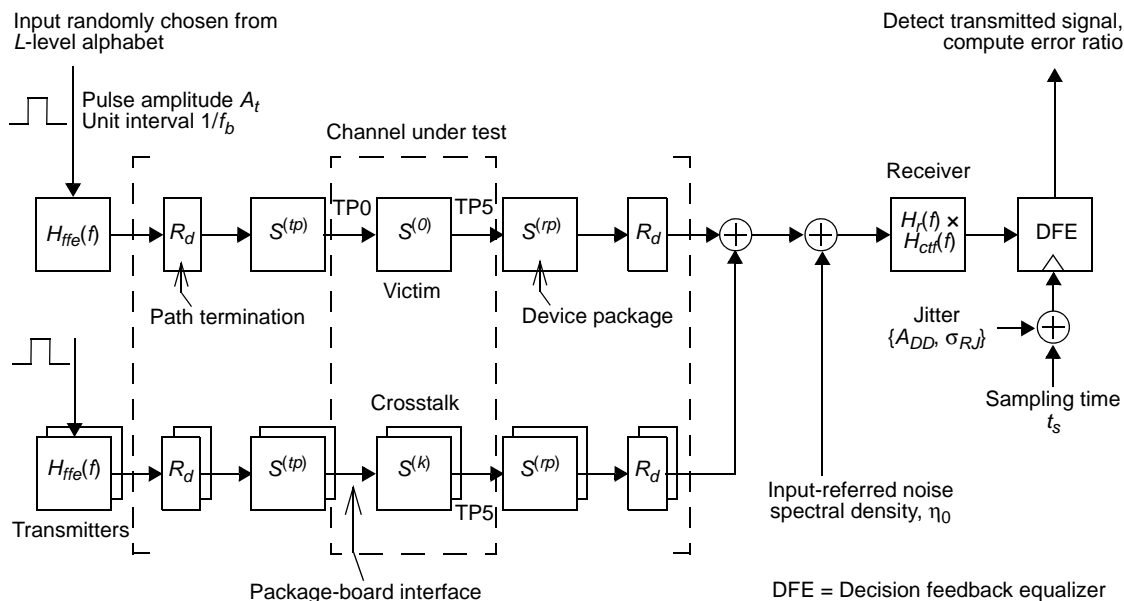 Input randomly chosen from
L-level alphabet
Detect transmitted signal,
compute error ratio
Pulse amplitude Aₜ
Unit interval 1/f_b
Channel under test
Receiver
H_ffe(f)
R_d
S⁽ᵗᵖ⁾
TP0
S⁽⁰⁾
TP5
S⁽ʳᵖ⁾
R_d
H_r(f) ×
H_ctf(f)
DFE
Victim
Path termination
Device package
Jitter
{A_DD, σ_RJ}
Sampling time
t_s
Crosstalk
H_ffe(f)
R_d
S⁽ᵗᵖ⁾
S⁽ᵏ⁾
S⁽ʳᵖ⁾
R_d
TP5
Transmitters
Input-referred noise
spectral density, η₀
Package-board interface
DFE = Decision feedback equalizer